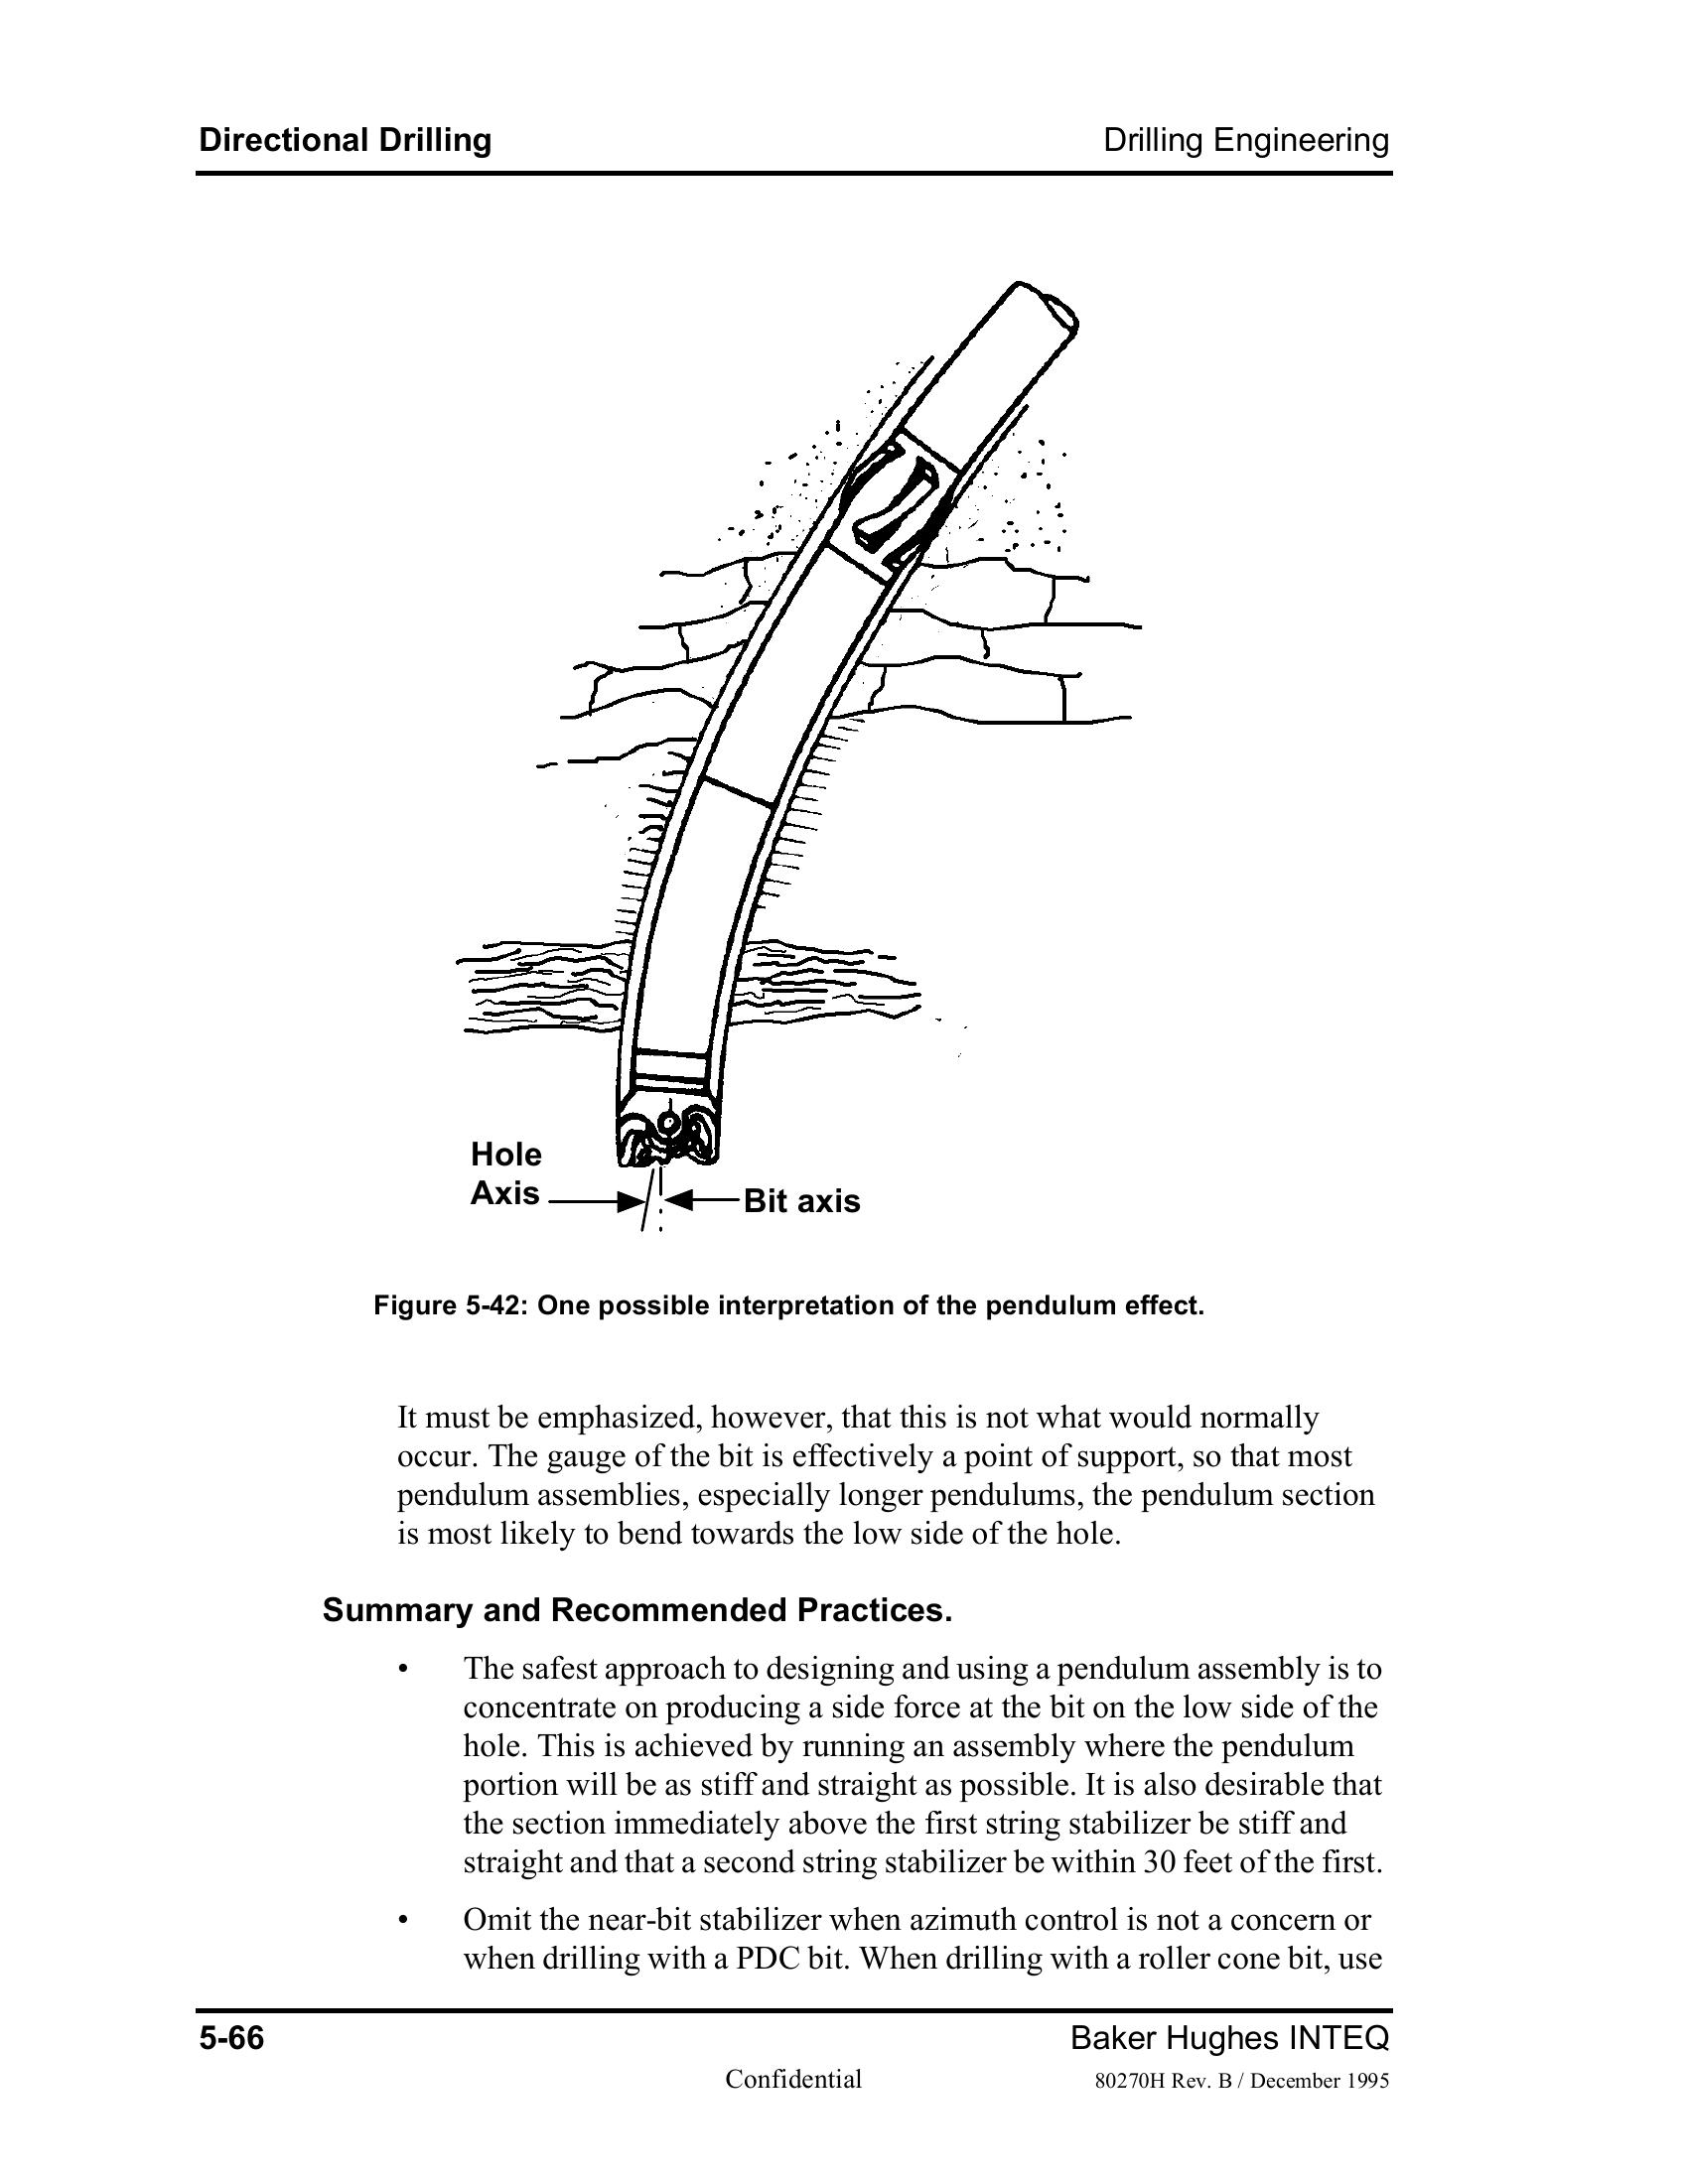 Directional Drilling Drilling Engineering
Hole
Axis
Bit axis
Figure 5-42: One possible interpretation of the pendulum effect.
It must be emphasized, however, that this is not what would normally
occur. The gauge of the bit is effectively a point of support, so that most
pendulum assemblies, especially longer pendulums, the pendulum section
is most likely to bend towards the low side of the hole.
Summary and Recommended Practices.
• The safest approach to designing and using a pendulum assembly is to
concentrate on producing a side force at the bit on the low side of the
hole. This is achieved by running an assembly where the pendulum
portion will be as stiff and straight as possible. It is also desirable that
the section immediately above the first string stabilizer be stiff and
straight and that a second string stabilizer be within 30 feet of the first.
• Omit the near-bit stabilizer when azimuth control is not a concern or
when drilling with a PDC bit. When drilling with a roller cone bit, use
5-66 Baker Hughes INTEQ
Confidential 80270H Rev. B / December 1995